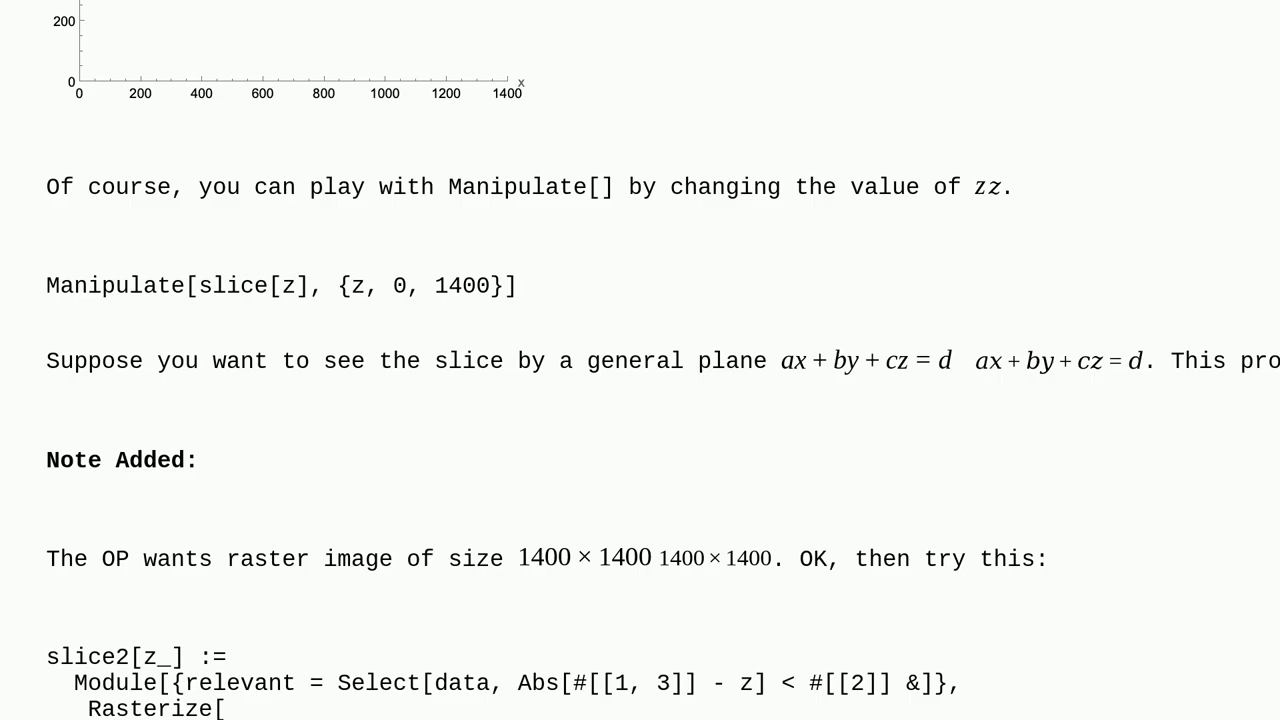 200
0
x
0 200 400 600 800 1000 1200 1400
Of course, you can play with Manipulate[] by changing the value of zz.
Manipulate[slice[z], {z, 0, 1400}]
Suppose you want to see the slice by a general plane ax + by + cz = d ax + by + cz = d. This pro
Note Added:
The OP wants raster image of size 1400 × 1400 1400 × 1400. OK, then try this:
slice2[z_] :=
Module[{relevant = Select[data, Abs[#[[1, 3]] - z] < #[[2]] &]},
Rasterize[